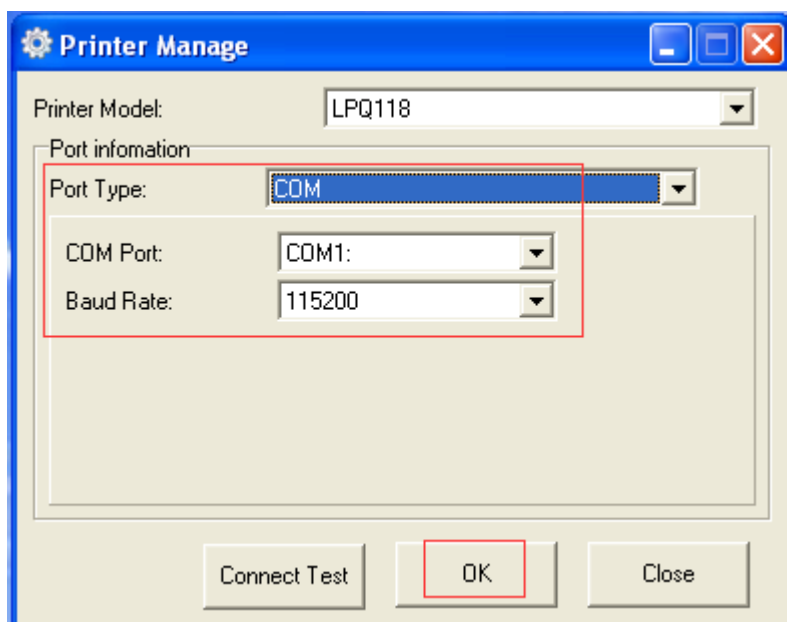 Printer Manage
Printer Model: LPQ118
Port infomation
Port Type: COM
COM Port: COM1:
Baud Rate: 115200
Connect Test OK Close